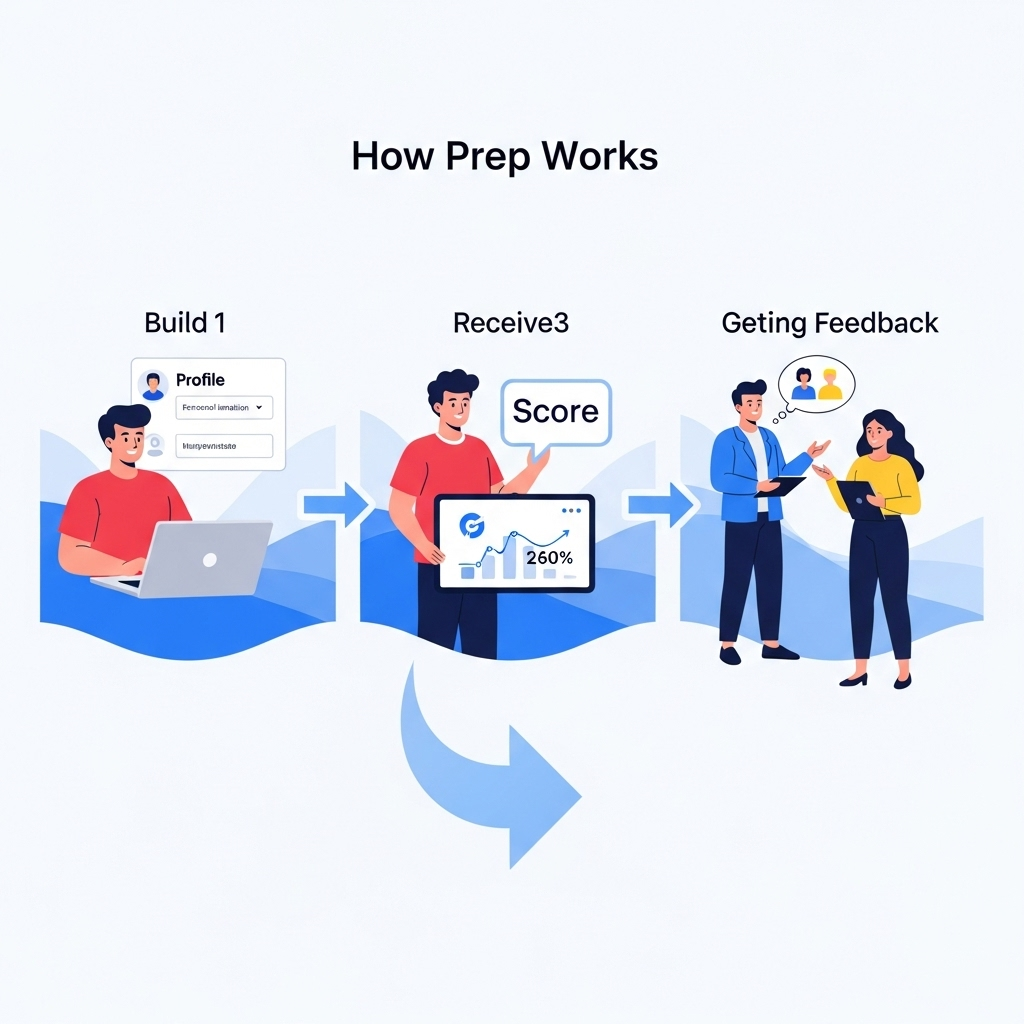 How Prep Works
Build 1
Receive3
Geting Feedback
Profile
Score
260%